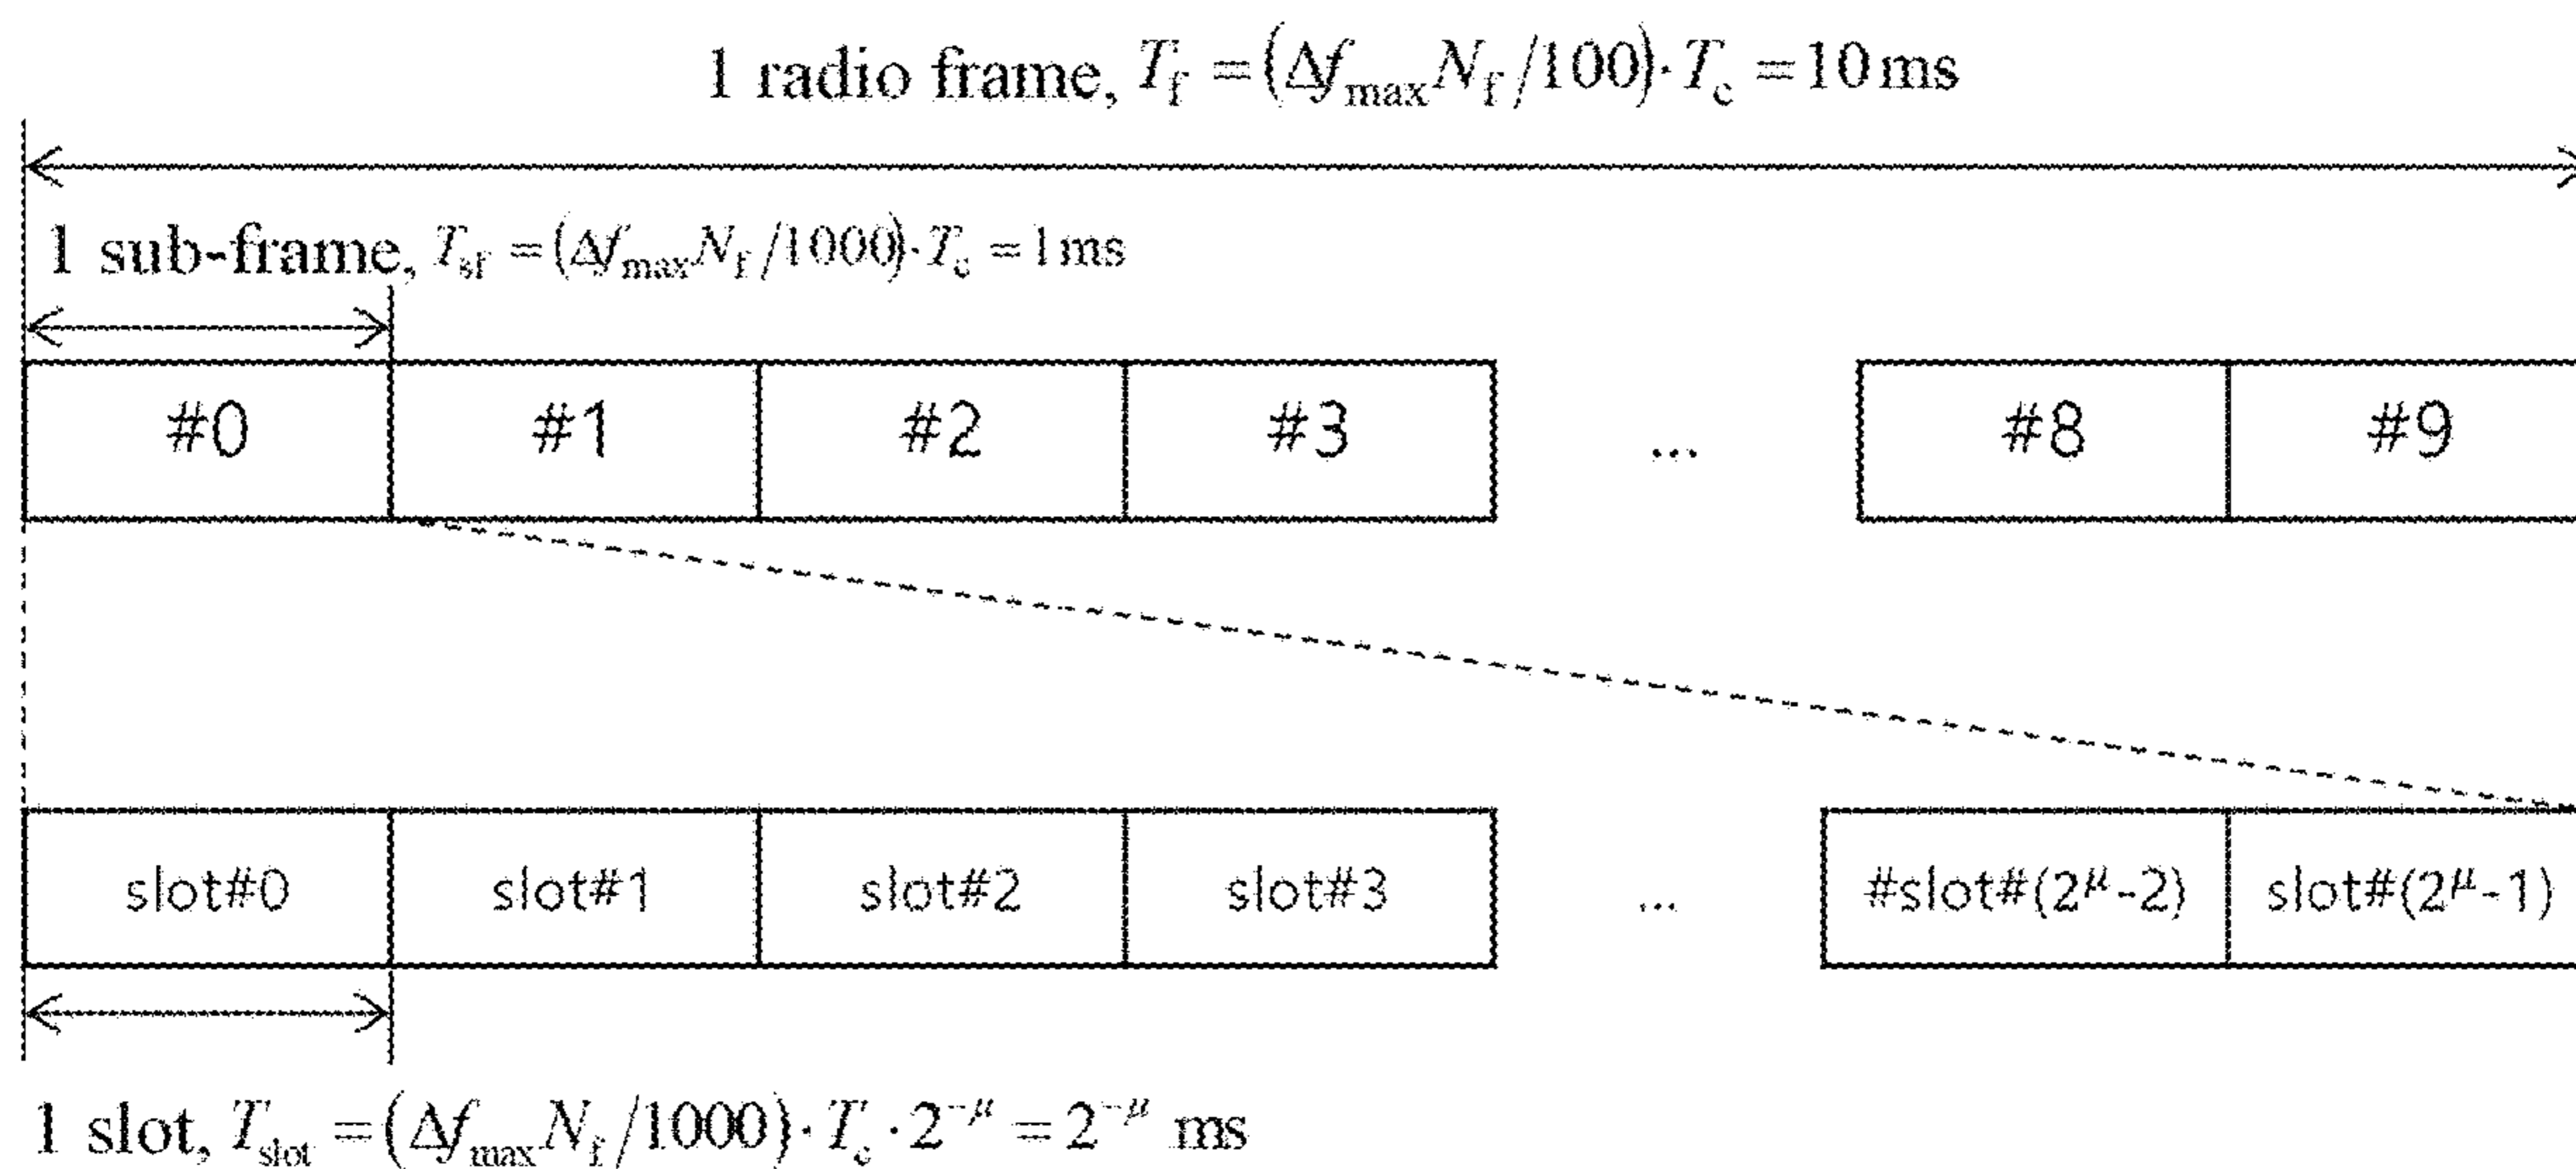 1 radio frame, T_f = (Δf_max N_f /100)· T_c = 10 ms
1 sub-frame, T_sf = (Δf_max N_f /1000)· T_c = 1 ms
#0 #1 #2 #3 ... #8 #9
slot#0 slot#1 slot#2 slot#3 ... #slot#(2^μ-2) slot#(2^μ-1)
1 slot, T_slot = (Δf_max N_f /1000)· T_c · 2^-μ = 2^-μ ms